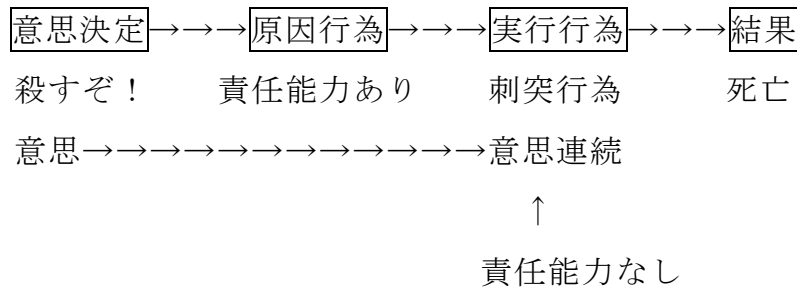 意思決定→→→原因行為→→→実行行為→→→結果
殺すぞ！ 責任能力あり 刺突行為 死亡
意思→→→→→→→→→→→→意思連続
↑
責任能力なし